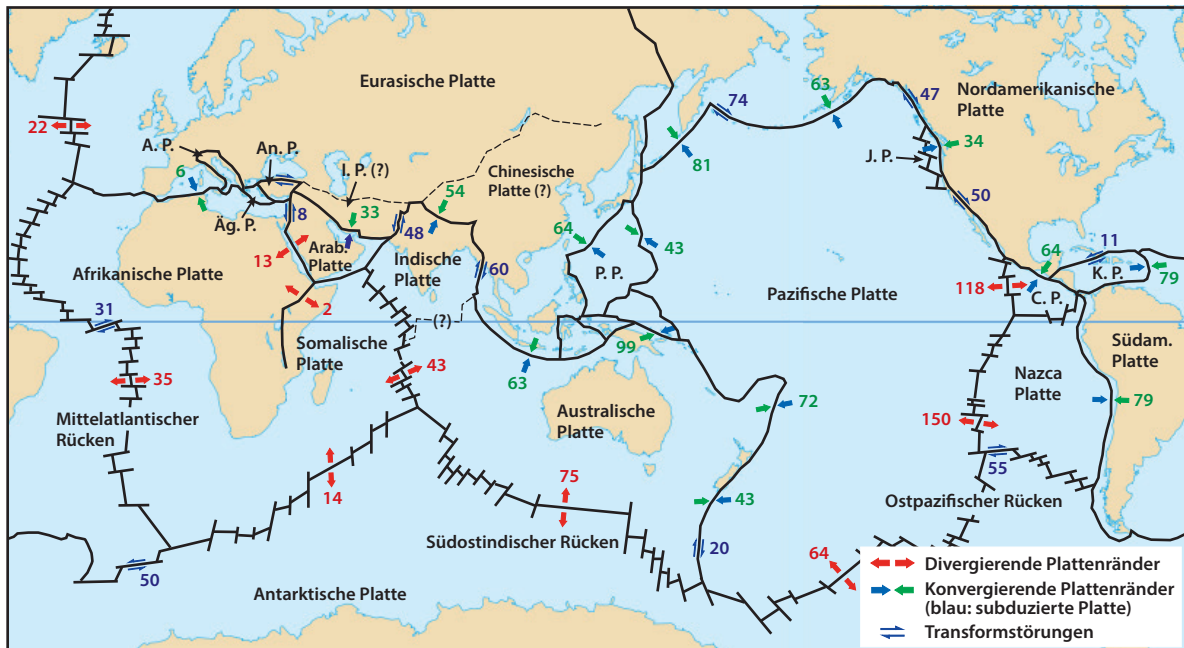 Eurasische Platte
74
63
47
Nordamerikanische
Platte
22
A. P.
An. P.
I. P. (?)
Chinesische
Platte (?)
81
J. P.
34
6
54
50
Äg. P.
8
33
48
64
43
64
11
Arab.
Platte
Indische
Platte
60
P. P.
K. P.
79
13
Afrikanische Platte
118
C. P.
2
Pazifische Platte
31
(?)
Somalische
Platte
99
Südam.
Platte
35
43
63
Nazca
Platte
Mittelatlantischer
Rücken
Australische
Platte
72
79
150
55
14
75
43
Ostpazifischer Rücken
Südostindischer Rücken
20
64
50
Antarktische Platte
Divergierende Plattenränder
Konvergierende Plattenränder
(blau: subduzierte Platte)
Transformstörungen